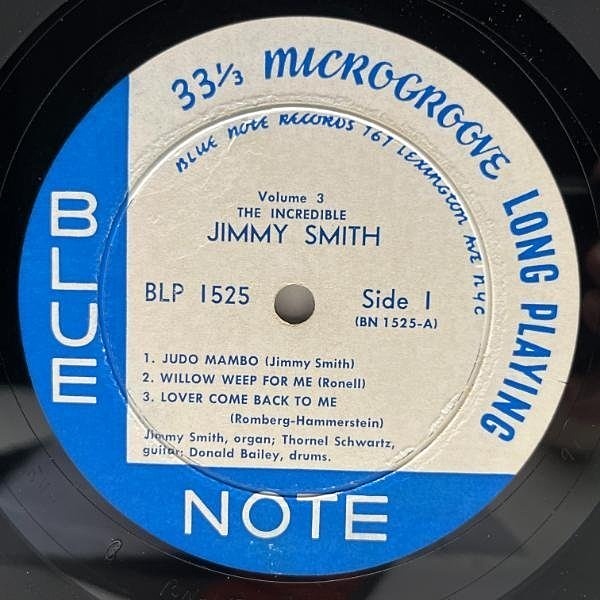 33⅓ MICROGROOVE LONG PLAYING
BLUE NOTE RECORDS 767 LEXINGTON AVE NYC
Volume 3
THE INCREDIBLE
JIMMY SMITH
BLP 1525
Side 1
(BN 1525-A)
1. JUDO MAMBO (Jimmy Smith)
2. WILLOW WEEP FOR ME (Ronell)
3. LOVER COME BACK TO ME
(Romberg-Hammerstein)
Jimmy Smith, organ; Thornel Schwartz,
guitar; Donald Bailey, drums.
BLUE
NOTE